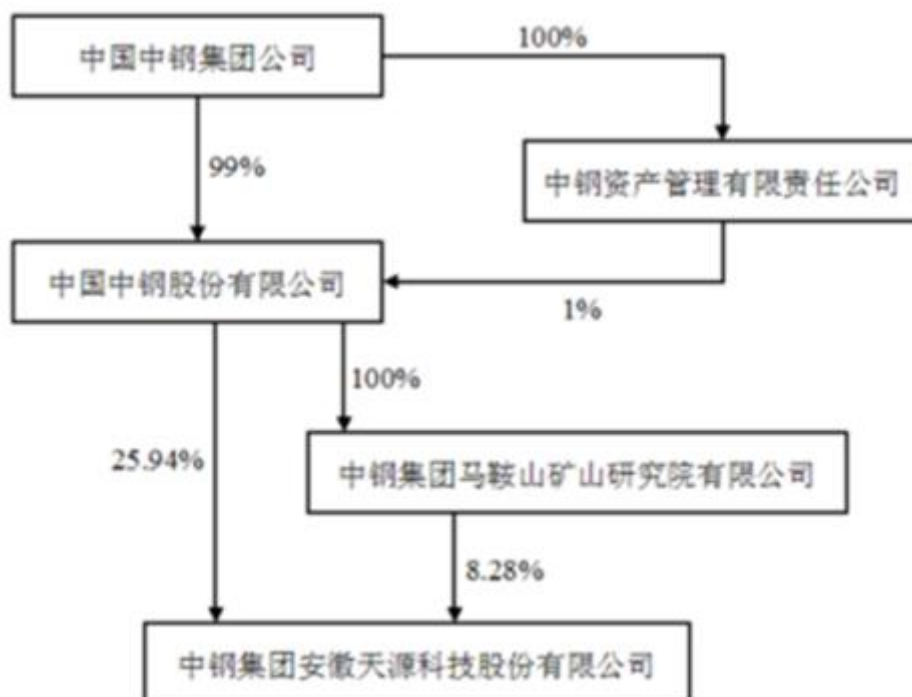 中国中钢集团公司
100%
99%
中钢资产管理有限责任公司
中国中钢股份有限公司
1%
100%
25.94%
中钢集团马鞍山矿山研究院有限公司
8.28%
中钢集团安徽天源科技股份有限公司